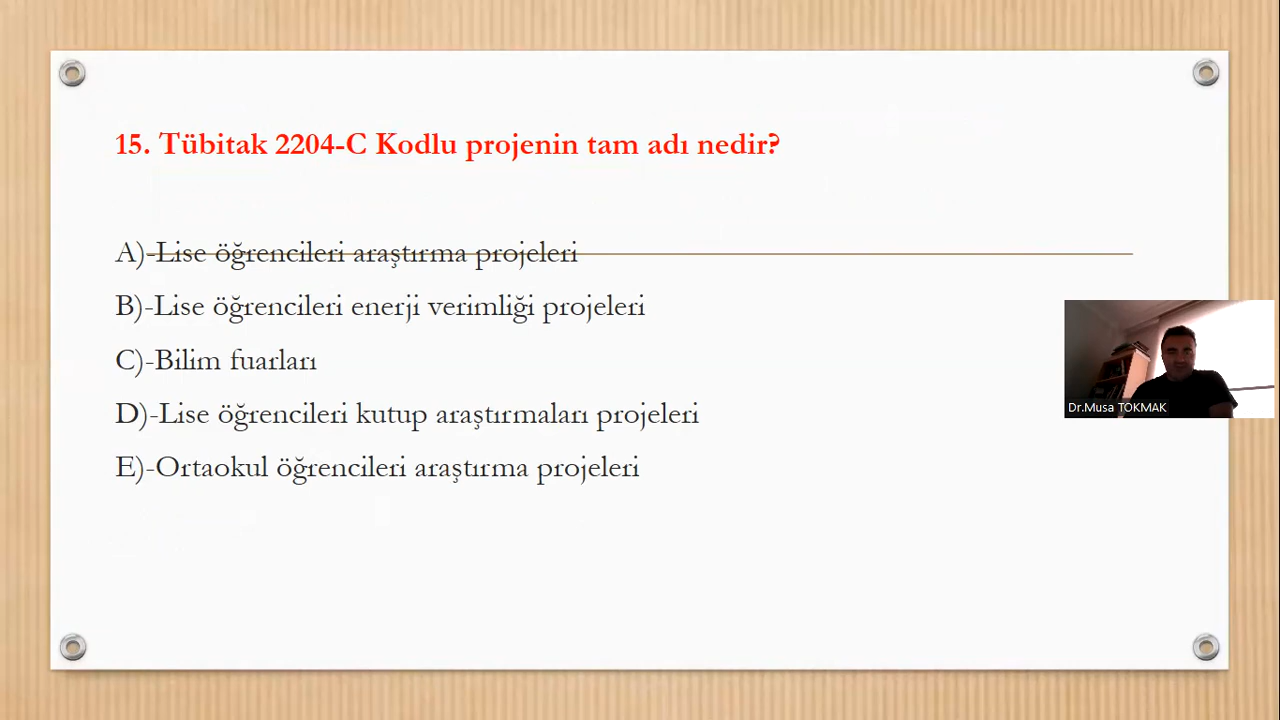 15. Tübitak 2204-C Kodlu projenin tam adı nedir?
A)-Lise öğrencileri araştırma projeleri
B)-Lise öğrencileri enerji verimliği projeleri
C)-Bilim fuarları
D)-Lise öğrencileri kutup araştırmaları projeleri
E)-Ortaokul öğrencileri araştırma projeleri
Dr.Musa TOKMAK